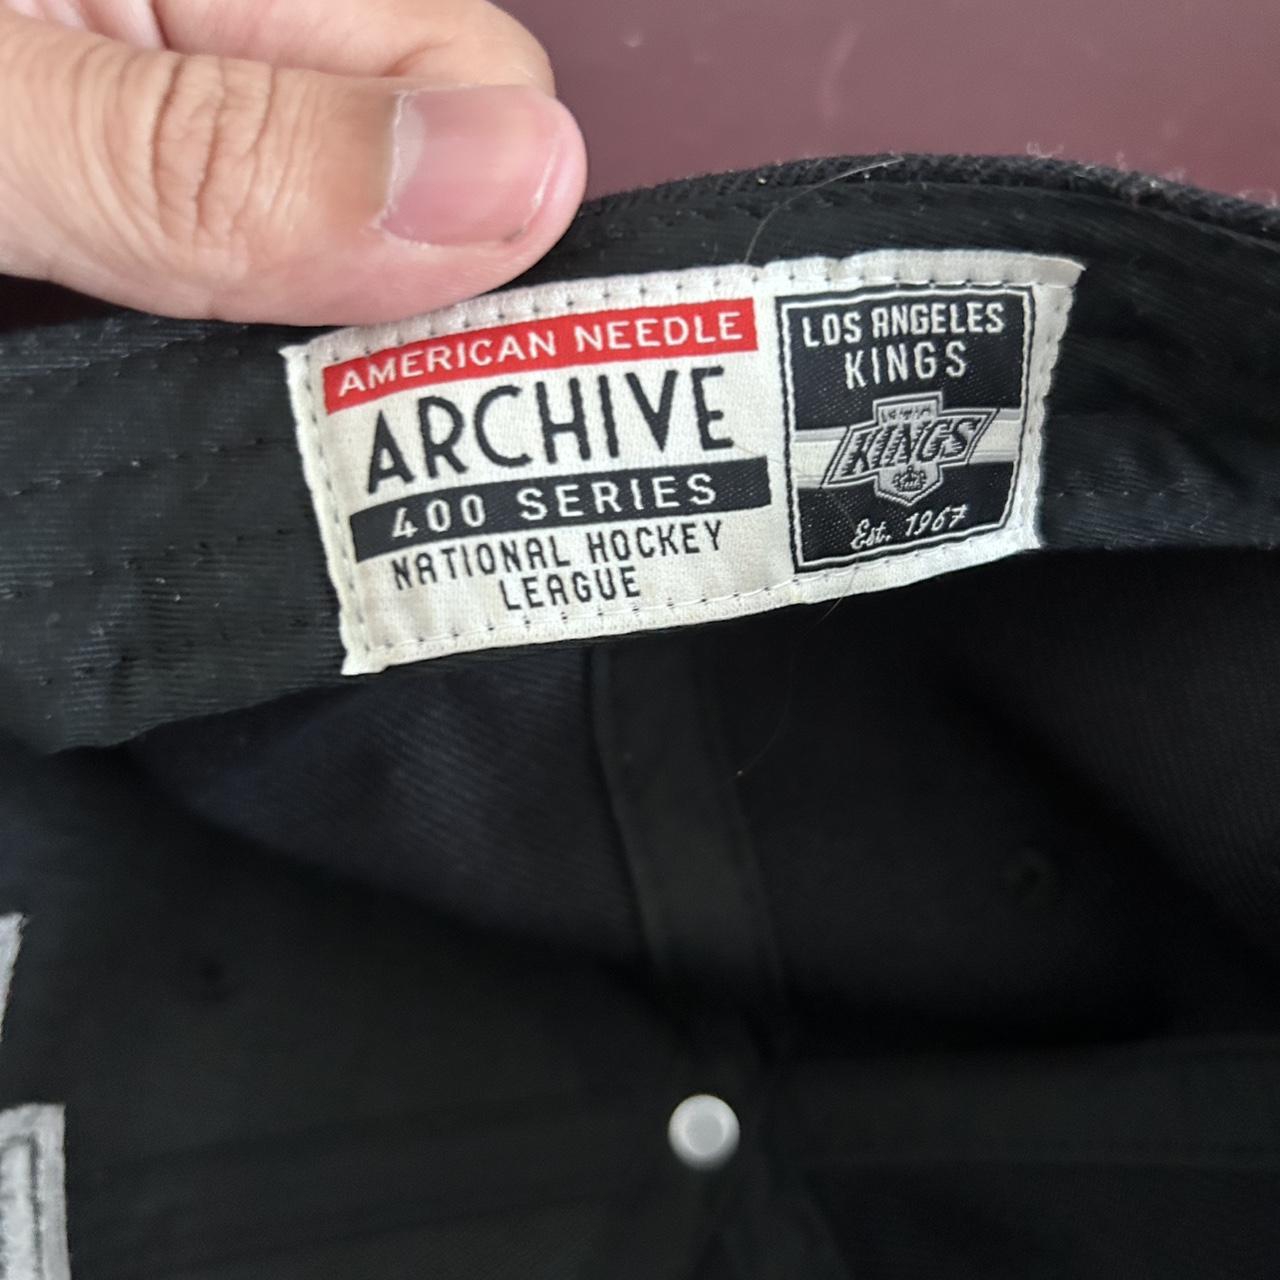 AMERICAN NEEDLE
ARCHIVE
400 SERIES
NATIONAL HOCKEY
LEAGUE
LOS ANGELES
KINGS
KINGS
Est. 1967